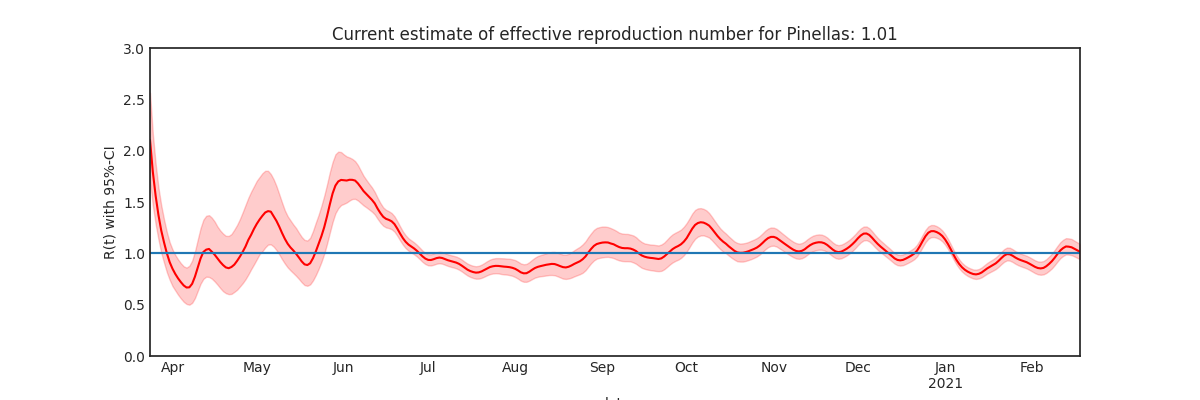 Current estimate of effective reproduction number for Pinellas: 1.01
R(t) with 95%-CI
3.0
2.5
2.0
1.5
1.0
0.5
0.0
Apr May Jun Jul Aug Sep Oct Nov Dec Jan Feb
2021